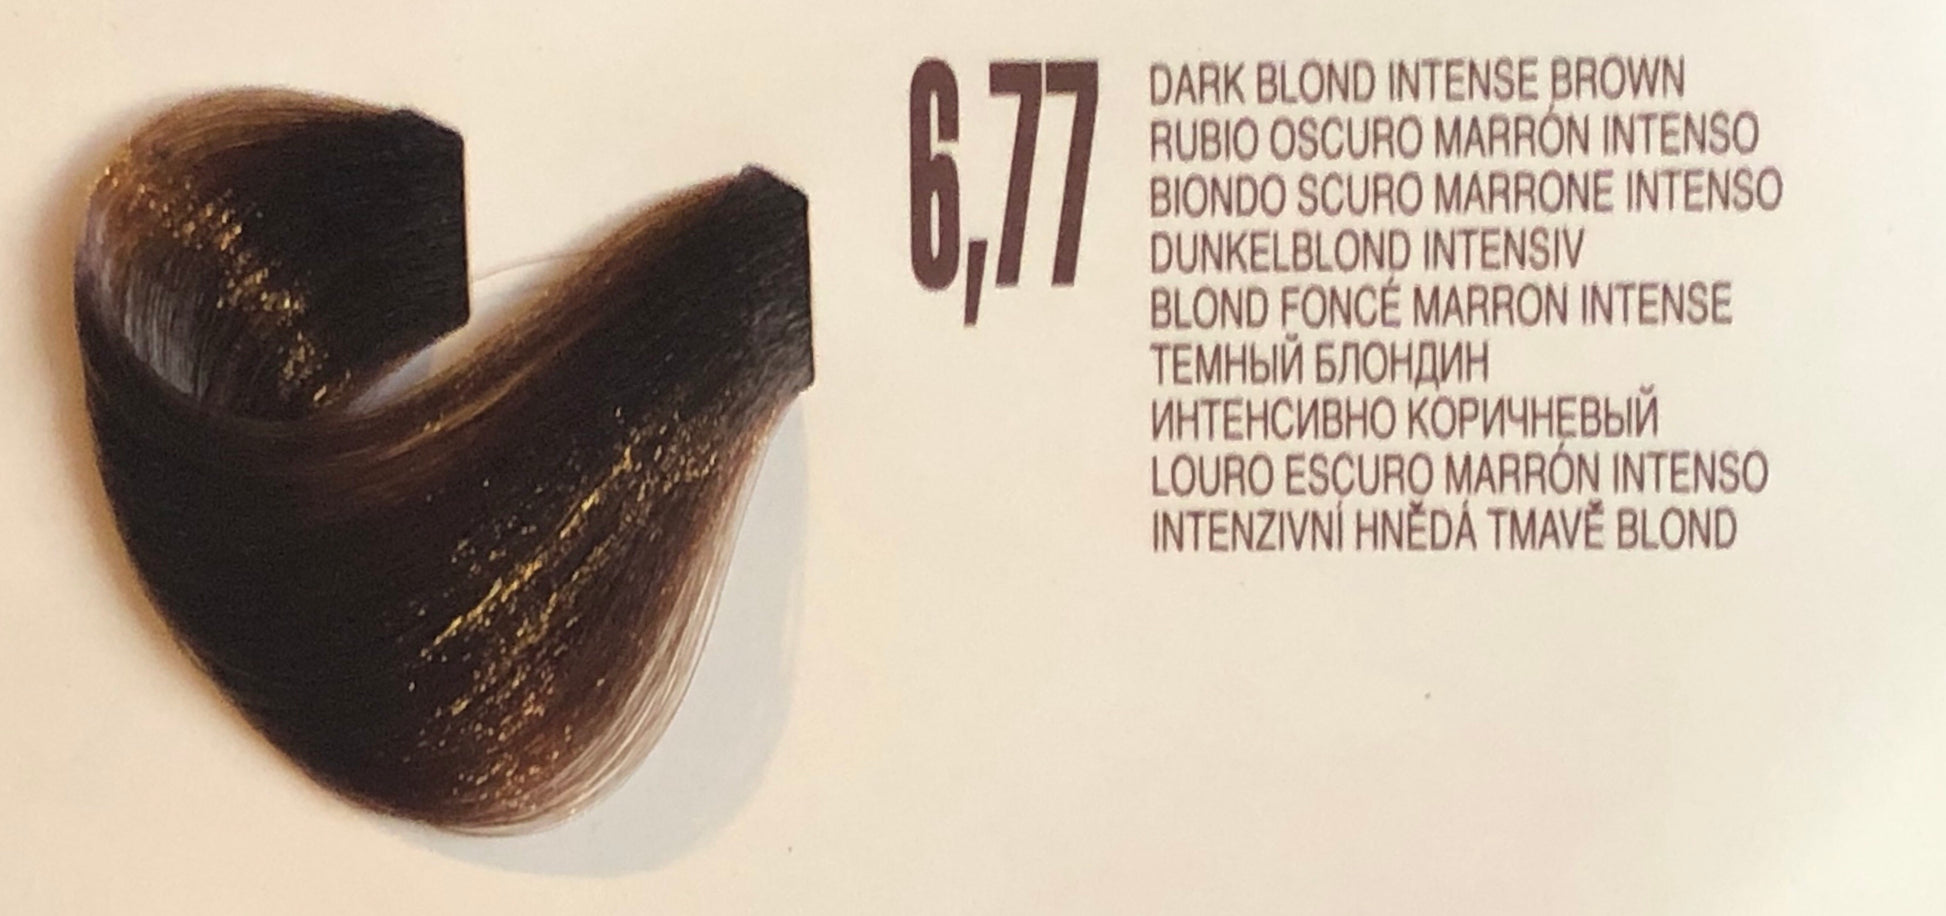 6,77
DARK BLOND INTENSE BROWN
RUBIO OSCURO MARRÓN INTENSO
BIONDO SCURO MARRONE INTENSO
DUNKELBLOND INTENSIV
BLOND FONCÉ MARRON INTENSE
ТЕМНЫЙ БЛОНДИН
ИНТЕНСИВНО КОРИЧНЕВЫЙ
LOURO ESCURO MARRÓN INTENSO
INTENZIVNÍ HNĚDÁ TMAVĚ BLOND